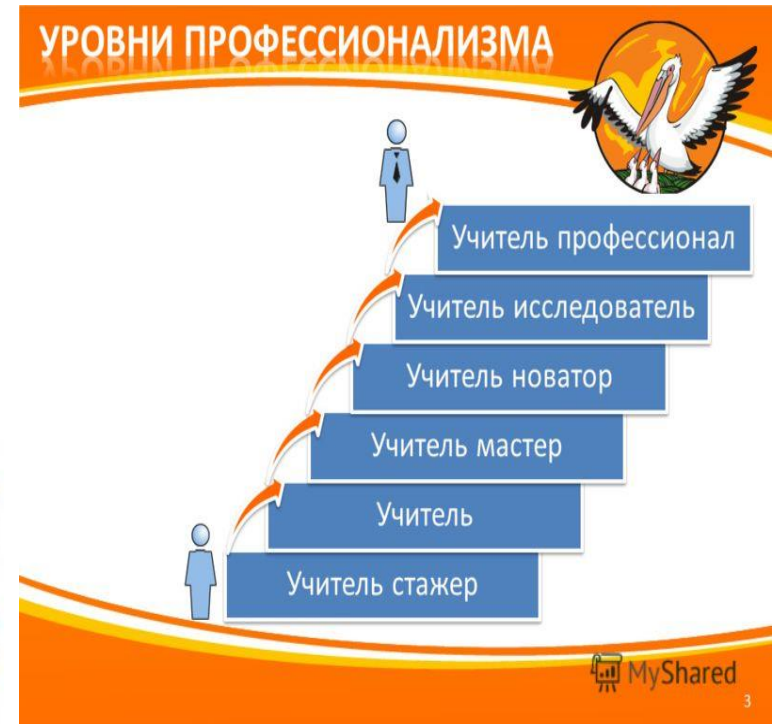 УРОВНИ ПРОФЕССИОНАЛИЗМА
Учитель профессионал
Учитель исследователь
Учитель новатор
Учитель мастер
Учитель
Учитель стажер
MyShared
3